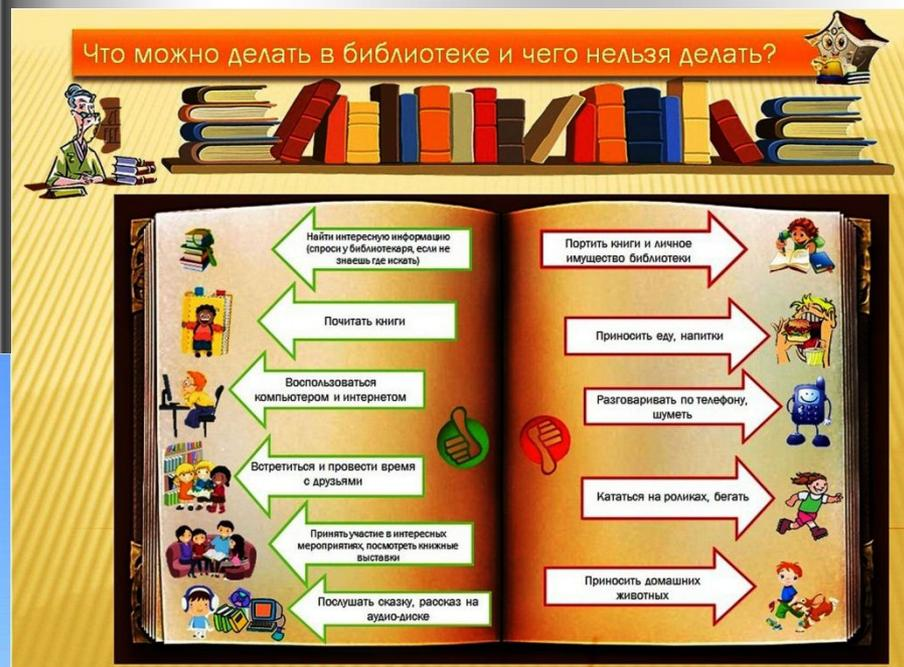 Что можно делать в библиотеке и чего нельзя делать?
Найти интересную информацию
(спроси у библиотекаря, если не
знаешь где искать)
Почитать книги
Воспользоваться
компьютером и интернетом
Встретиться и провести время
с друзьями
Принять участие в интересных
мероприятиях, посмотреть книжные
выставки
Послушать сказку, рассказ на
аудио-диске
Портить книги и личное
имущество библиотеки
Приносить еду, напитки
Разговаривать по телефону,
шуметь
Кататься на роликах, бегать
Приносить домашних
животных